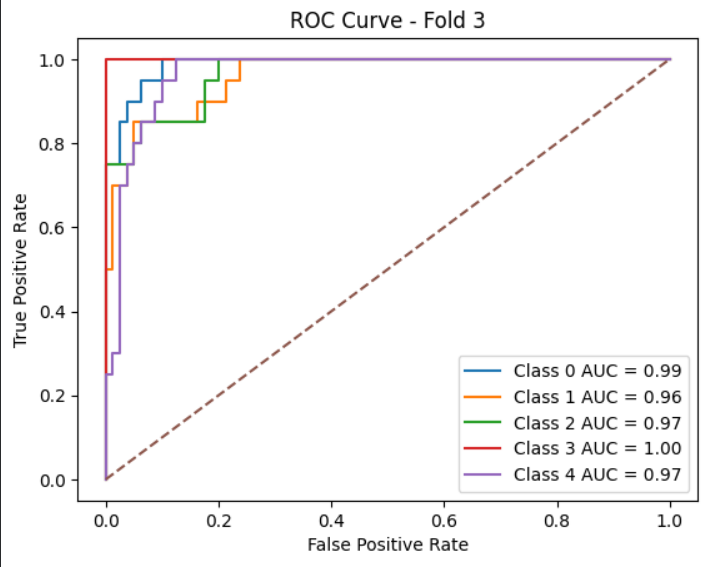 ROC Curve - Fold 3
True Positive Rate
1.0
0.8
0.6
0.4
0.2
0.0
Class 0 AUC = 0.99
Class 1 AUC = 0.96
Class 2 AUC = 0.97
Class 3 AUC = 1.00
Class 4 AUC = 0.97
0.0 0.2 0.4 0.6 0.8 1.0
False Positive Rate